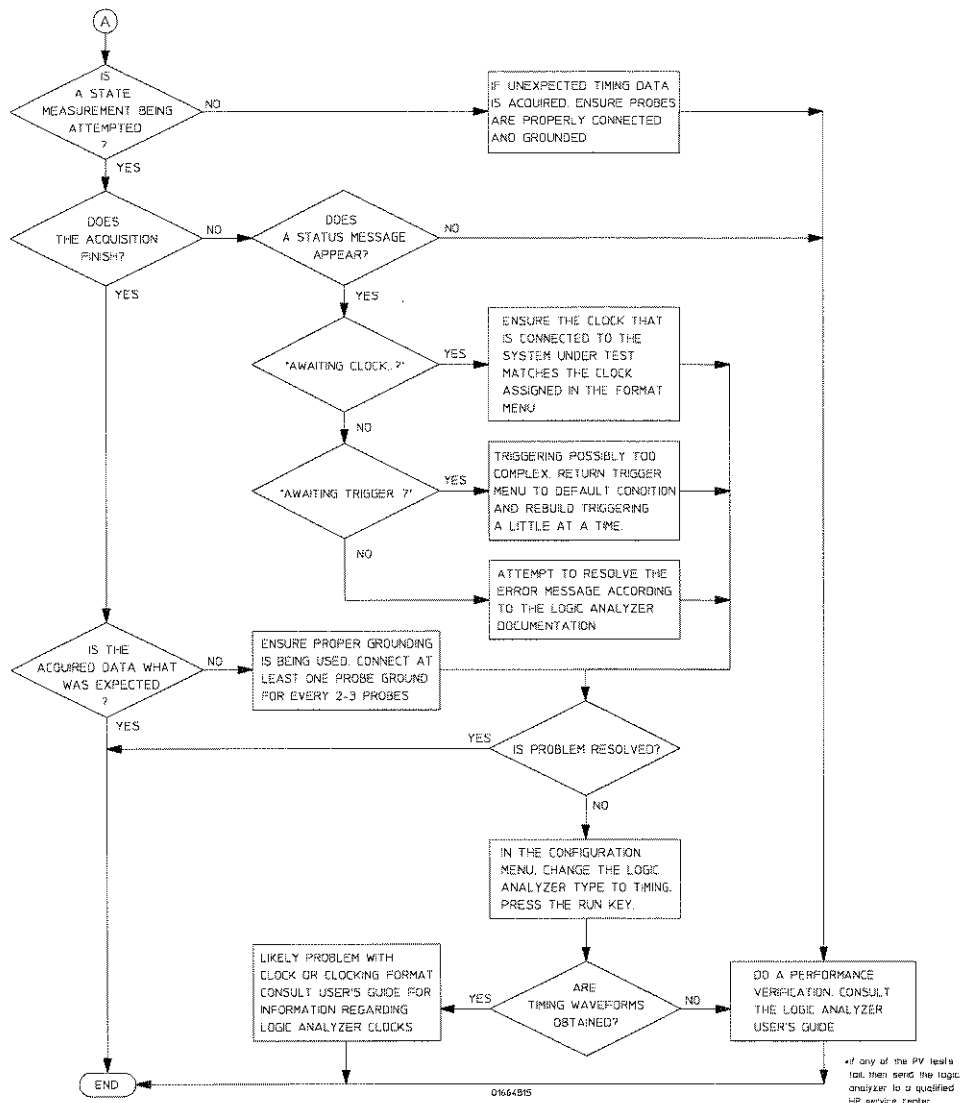 A
IS
A STATE
MEASUREMENT BEING
ATTEMPTED
?
NO
YES
IF UNEXPECTED TIMING DATA
IS ACQUIRED, ENSURE PROBES
ARE PROPERLY CONNECTED
AND GROUNDED
DOES
THE ACQUISITION
FINISH?
NO
YES
DOES
A STATUS MESSAGE
APPEAR?
NO
YES
"AWAITING CLOCK..?"
YES
NO
ENSURE THE CLOCK THAT
IS CONNECTED TO THE
SYSTEM UNDER TEST
MATCHES THE CLOCK
ASSIGNED IN THE FORMAT
MENU
"AWAITING TRIGGER ?"
YES
NO
TRIGGERING POSSIBLY TOO
COMPLEX. RETURN TRIGGER
MENU TO DEFAULT CONDITION
AND REBUILD TRIGGERING
A LITTLE AT A TIME.
ATTEMPT TO RESOLVE THE
ERROR MESSAGE ACCORDING
TO THE LOGIC ANALYZER
DOCUMENTATION
IS THE
ACQUIRED DATA WHAT
WAS EXPECTED
?
NO
YES
ENSURE PROPER GROUNDING
IS BEING USED. CONNECT AT
LEAST ONE PROBE GROUND
FOR EVERY 2-3 PROBES
IS PROBLEM RESOLVED?
YES
NO
IN THE CONFIGURATION
MENU, CHANGE THE LOGIC
ANALYZER TYPE TO TIMING.
PRESS THE RUN KEY.
ARE
TIMING WAVEFORMS
OBTAINED?
YES
NO
LIKELY PROBLEM WITH
CLOCK OR CLOCKING FORMAT
CONSULT USER'S GUIDE FOR
INFORMATION REGARDING
LOGIC ANALYZER CLOCKS
DO A PERFORMANCE
VERIFICATION. CONSULT
THE LOGIC ANALYZER
USER'S GUIDE
•If any of the PV tests
fail, then send the logic
analyzer to a qualified
HP service center
END
01664B15